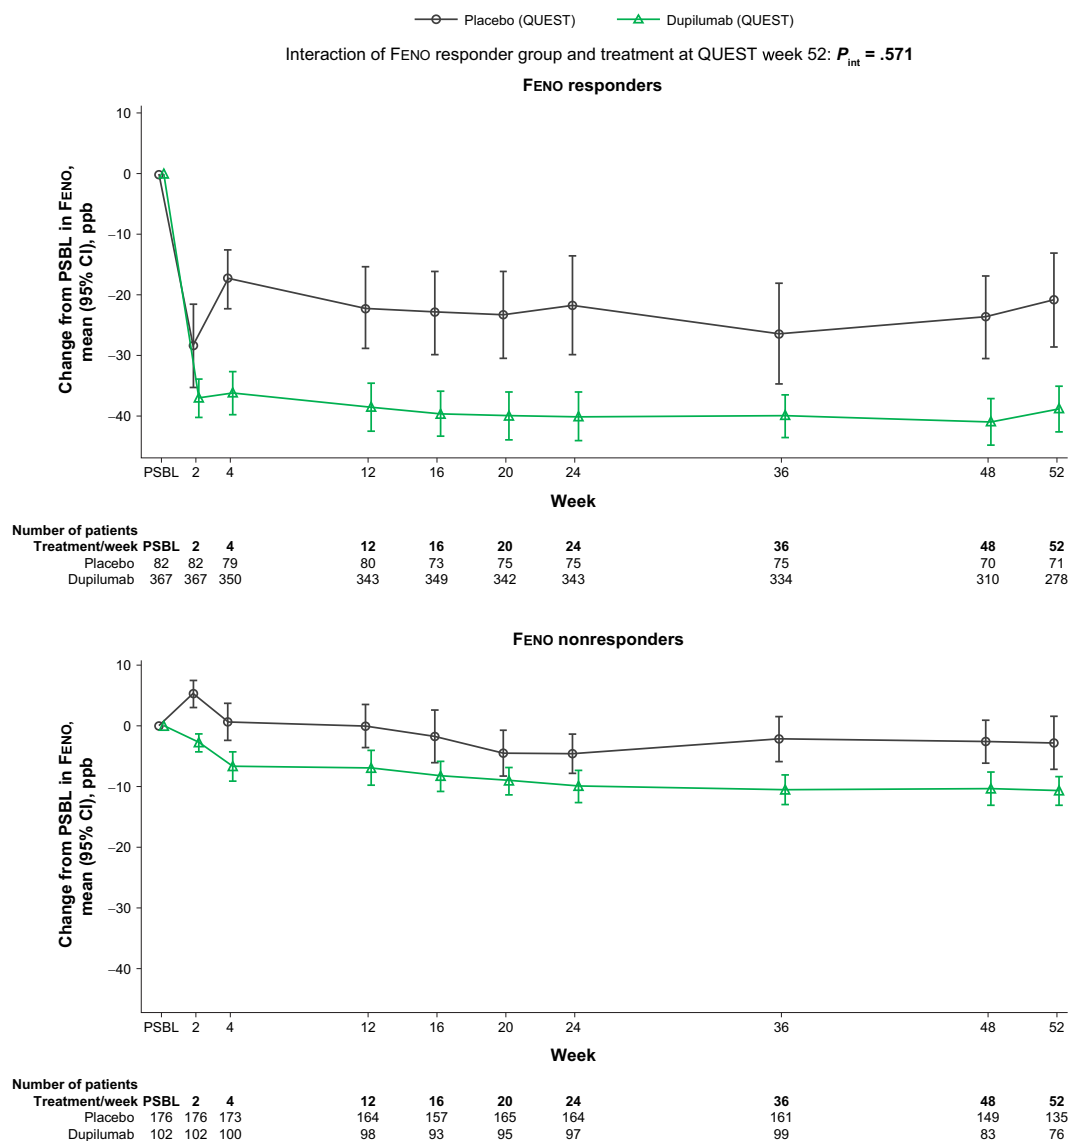 Placebo (QUEST) Dupilumab (QUEST)
Interaction of FENO responder group and treatment at QUEST week 52: Pint = .571
FENO responders
10
0
–10
–20
–30
–40
Change from PSBL in FENO,
mean (95% CI), ppb
PSBL 2 4 12 16 20 24 36 48 52
Week
Number of patients
Treatment/week PSBL 2 4 12 16 20 24 36 48 52
Placebo 82 82 79 80 73 75 75 75 70 71
Dupilumab 367 367 350 343 349 342 343 334 310 278
FENO nonresponders
10
0
–10
–20
–30
–40
Change from PSBL in FENO,
mean (95% CI), ppb
PSBL 2 4 12 16 20 24 36 48 52
Week
Number of patients
Treatment/week PSBL 2 4 12 16 20 24 36 48 52
Placebo 176 176 173 164 157 165 164 161 149 135
Dupilumab 102 102 100 98 93 95 97 99 83 76